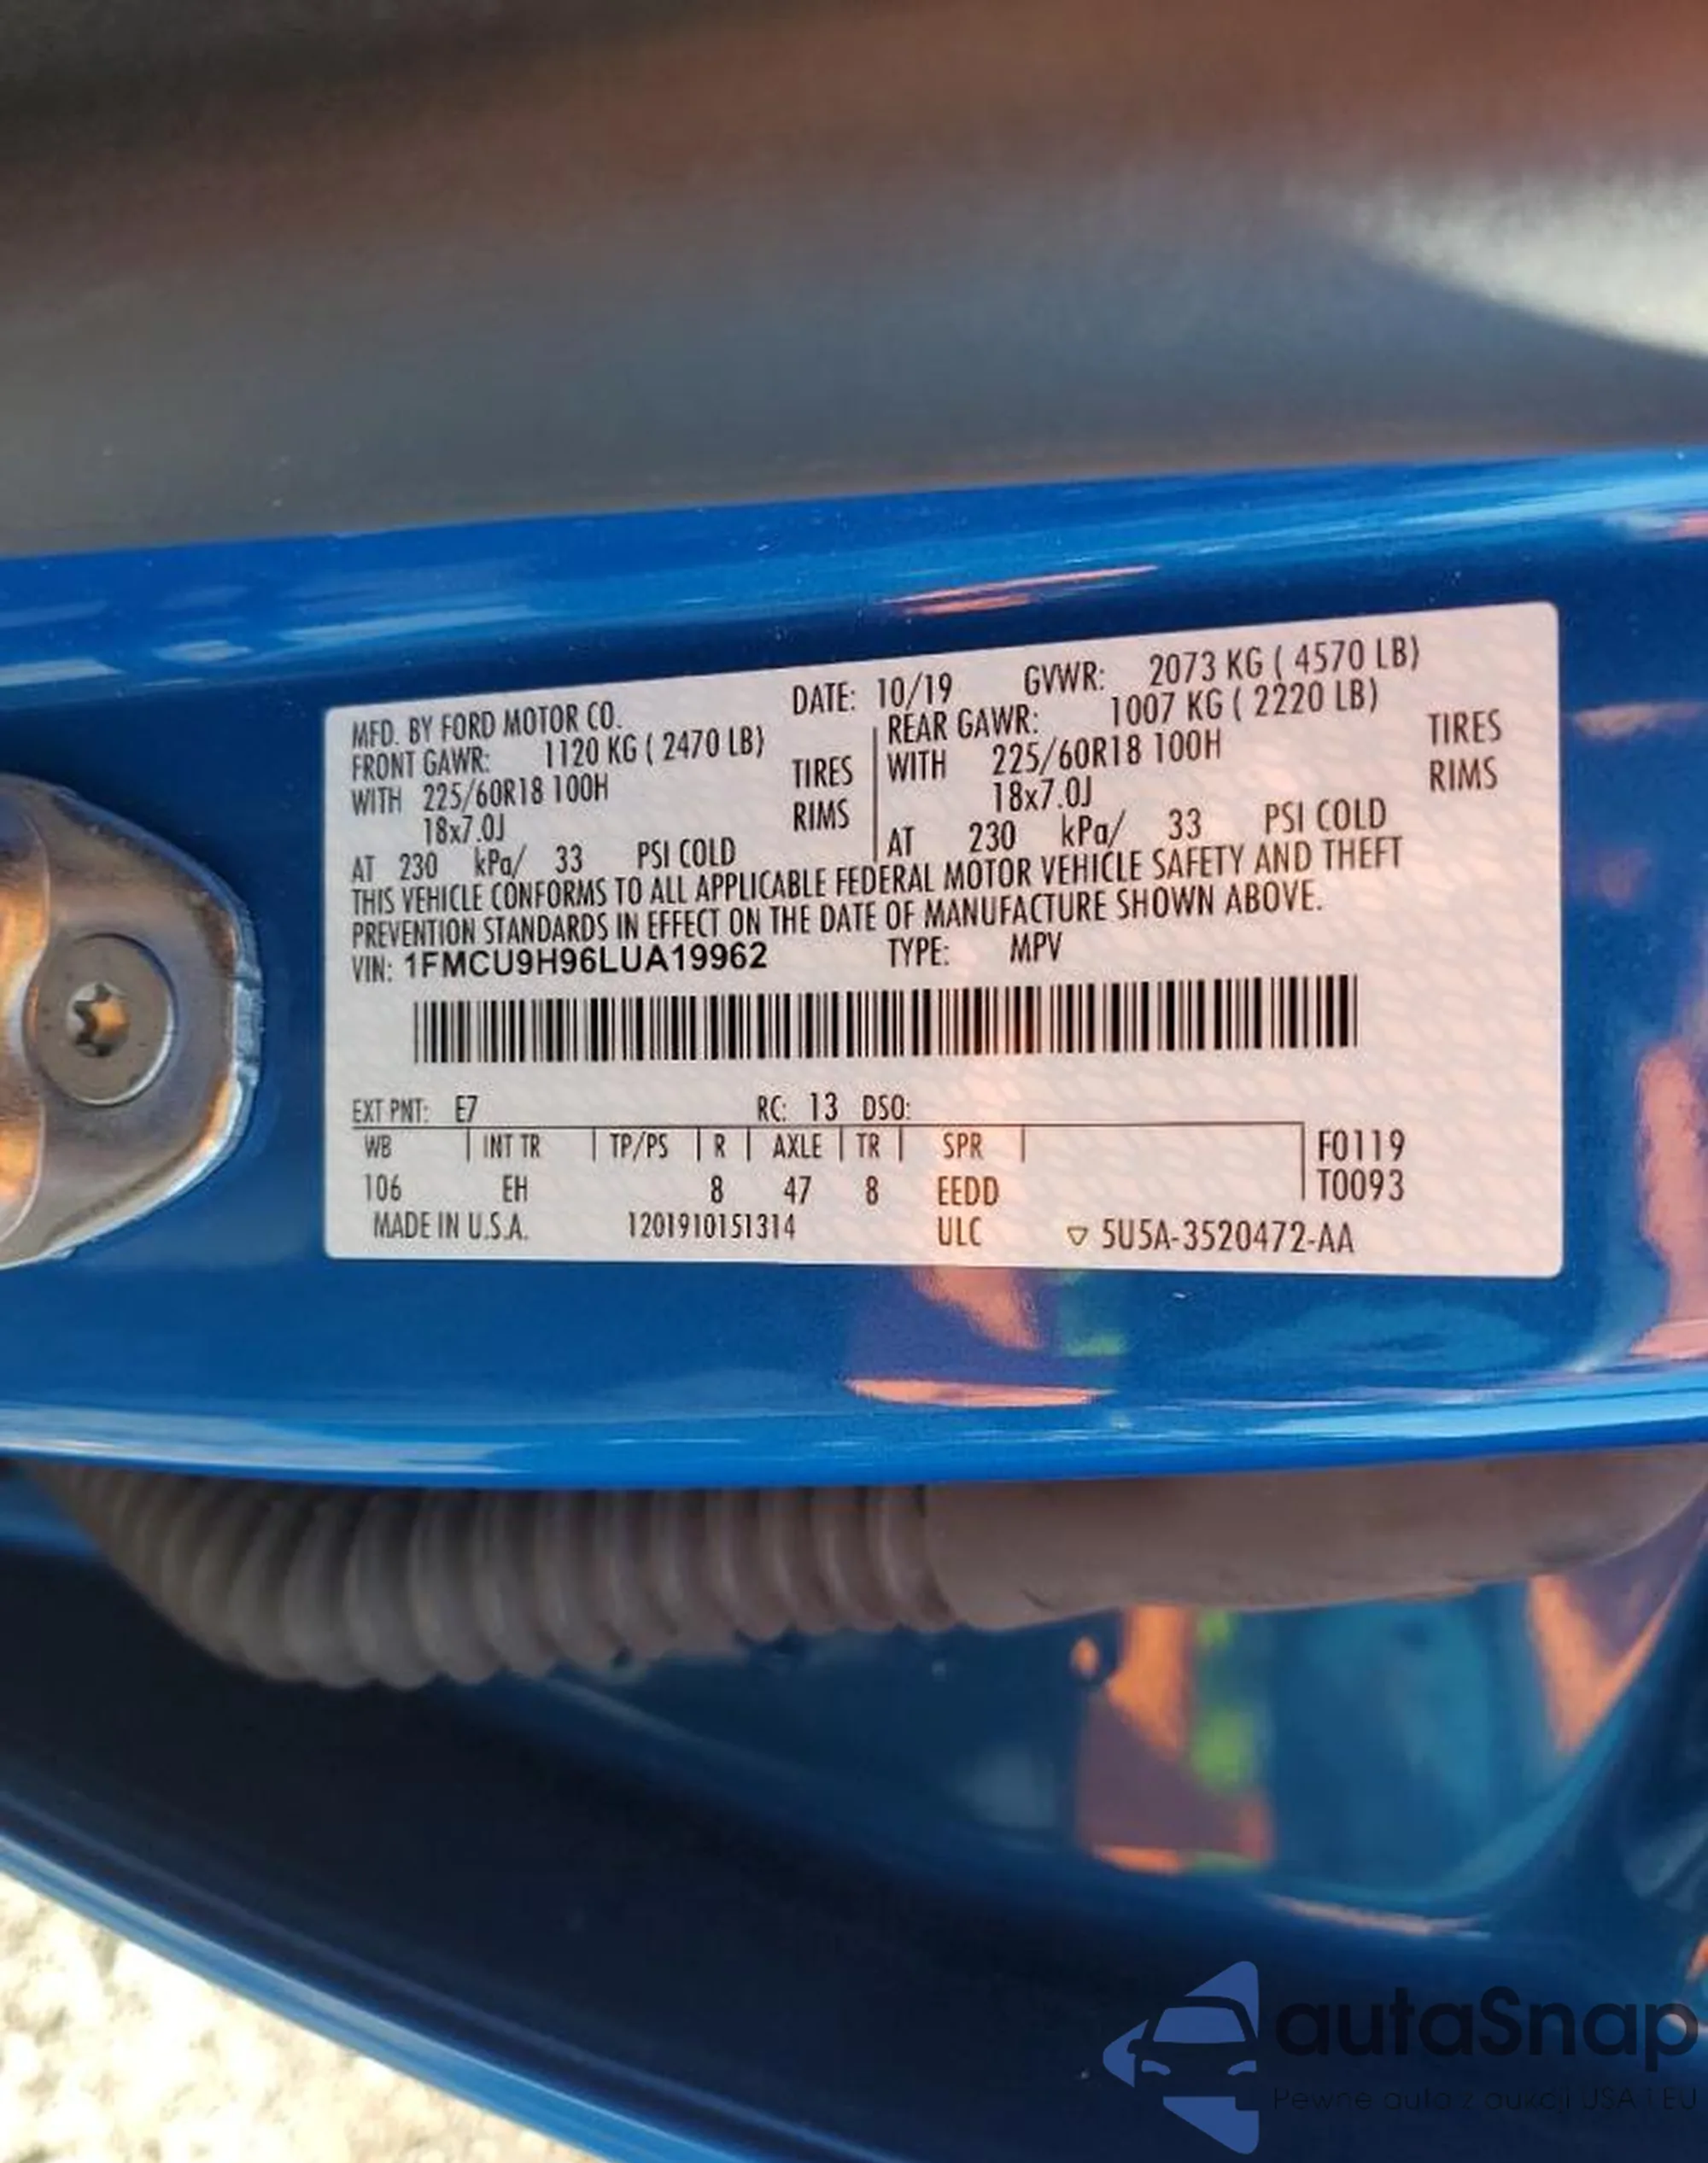 MFD. BY FORD MOTOR CO. DATE: 10/19 GVWR: 2073 KG ( 4570 LB)
FRONT GAWR: 1120 KG ( 2470 LB) REAR GAWR: 1007 KG ( 2220 LB)
WITH 225/60R18 100H TIRES WITH 225/60R18 100H TIRES
18x7.0J RIMS 18x7.0J RIMS
AT 230 kPa/ 33 PSI COLD AT 230 kPa/ 33 PSI COLD
THIS VEHICLE CONFORMS TO ALL APPLICABLE FEDERAL MOTOR VEHICLE SAFETY AND THEFT
PREVENTION STANDARDS IN EFFECT ON THE DATE OF MANUFACTURE SHOWN ABOVE.
VIN: 1FMCU9H96LUA19962 TYPE: MPV
EXT PNT: E7 RC: 13 DSO:
WB INT TR TP/PS R AXLE TR SPR F0119
106 EH 8 47 8 EEDD T0093
MADE IN U.S.A. 1201910151314 ULC ▽ 5U5A-3520472-AA
autaSnap
Pewne auta z aukcji USA i EU